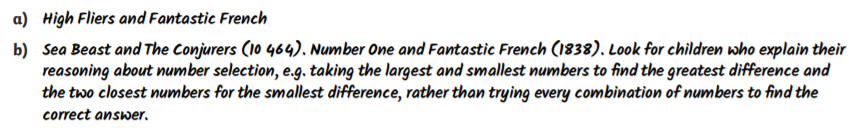 a) High Fliers and Fantastic French
b) Sea Beast and The Conjurers (10 464). Number One and Fantastic French (1838). Look for children who explain their
reasoning about number selection, e.g. taking the largest and smallest numbers to find the greatest difference and
the two closest numbers for the smallest difference, rather than trying every combination of numbers to find the
correct answer.